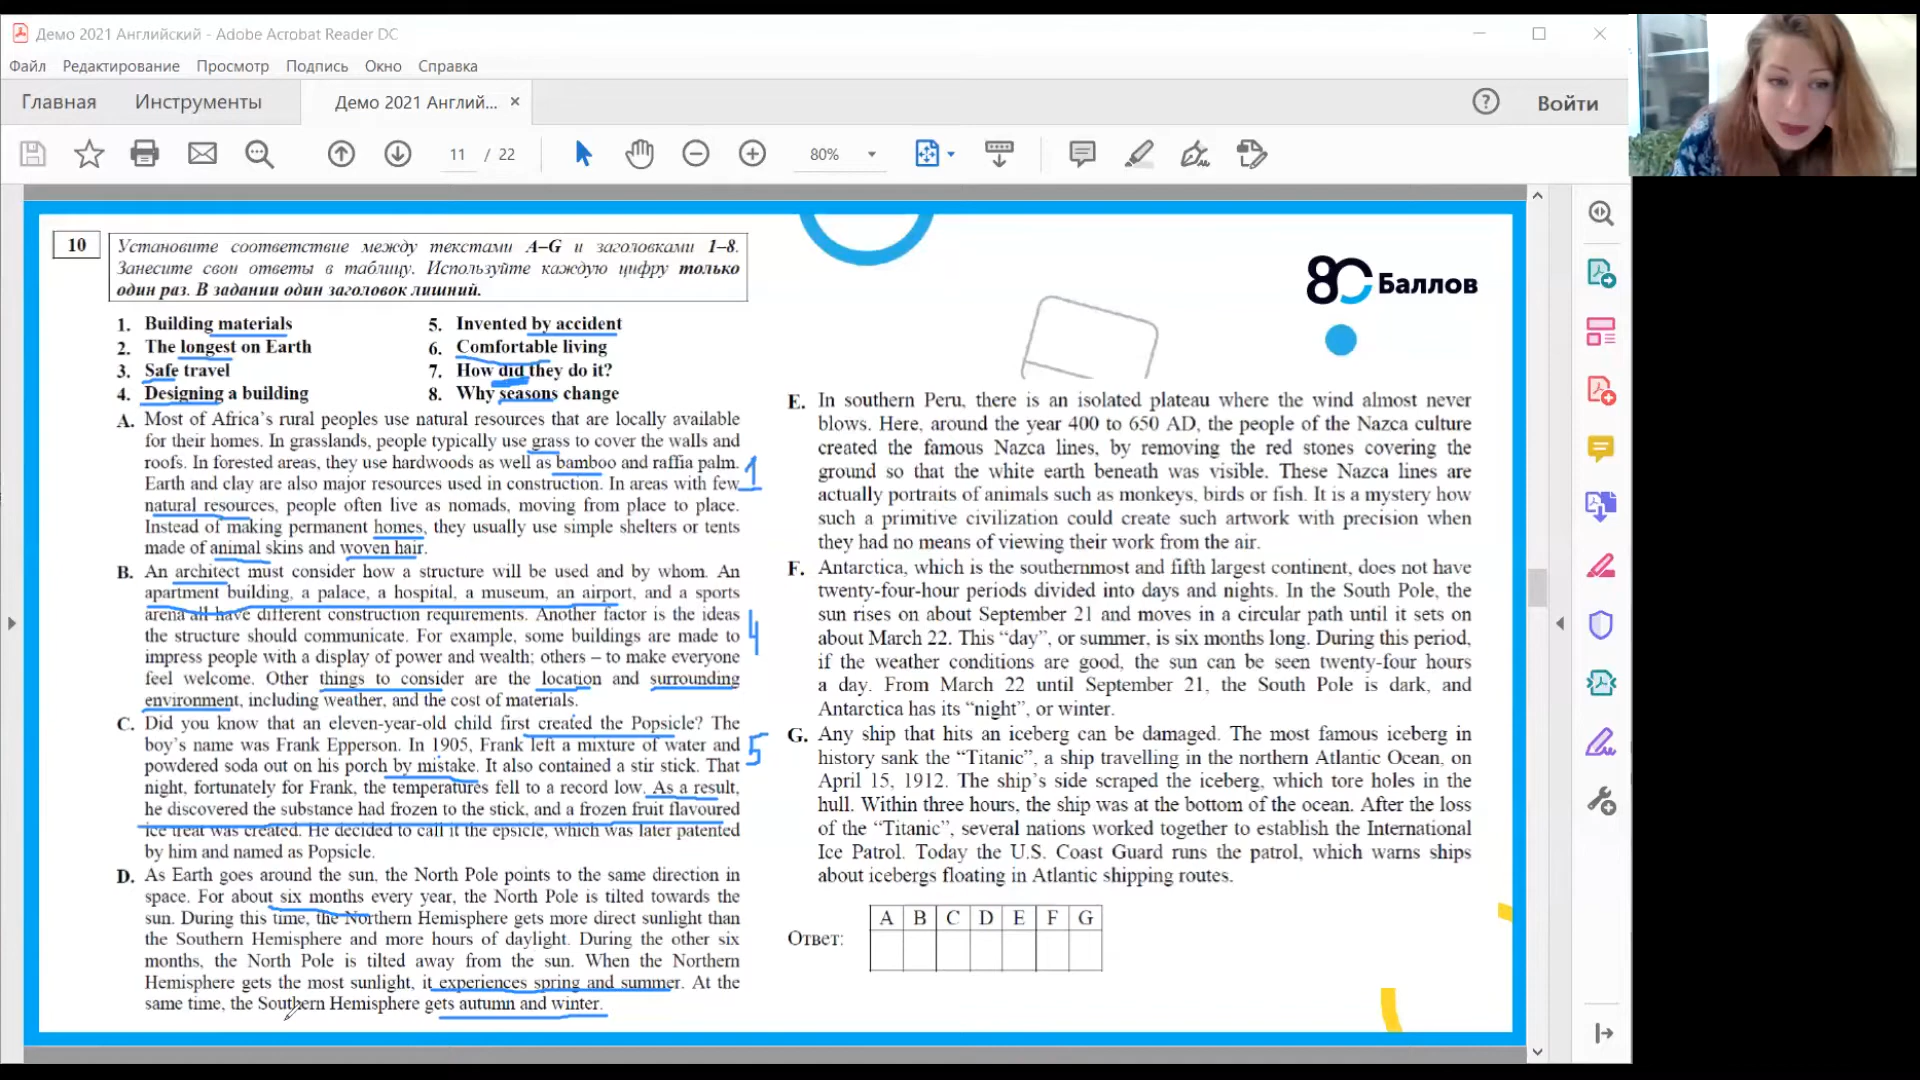 Демо 2021 Английский - Adobe Acrobat Reader DC
Файл Редактирование Просмотр Подпись Окно Справка
Главная Инструменты Демо 2021 Англий... × ? Войти
11 / 22 80%
10
Установите соответствие между текстами A–G и заголовками 1–8.
Занесите свои ответы в таблицу. Используйте каждую цифру только
один раз. В задании один заголовок лишний.
80 Баллов
1. Building materials
2. The longest on Earth
3. Safe travel
4. Designing a building
5. Invented by accident
6. Comfortable living
7. How did they do it?
8. Why seasons change
A. Most of Africa’s rural peoples use natural resources that are locally available
for their homes. In grasslands, people typically use grass to cover the walls and
roofs. In forested areas, they use hardwoods as well as bamboo and raffia palm.
Earth and clay are also major resources used in construction. In areas with few
natural resources, people often live as nomads, moving from place to place.
Instead of making permanent homes, they usually use simple shelters or tents
made of animal skins and woven hair.
1
B. An architect must consider how a structure will be used and by whom. An
apartment building, a palace, a hospital, a museum, an airport, and a sports
arena all have different construction requirements. Another factor is the ideas
the structure should communicate. For example, some buildings are made to
impress people with a display of power and wealth; others – to make everyone
feel welcome. Other things to consider are the location and surrounding
environment, including weather, and the cost of materials.
4
C. Did you know that an eleven-year-old child first created the Popsicle? The
boy’s name was Frank Epperson. In 1905, Frank left a mixture of water and
powdered soda out on his porch by mistake. It also contained a stir stick. That
night, fortunately for Frank, the temperatures fell to a record low. As a result,
he discovered the substance had frozen to the stick, and a frozen fruit flavoured
ice treat was created. He decided to call it the epsicle, which was later patented
by him and named as Popsicle.
5
D. As Earth goes around the sun, the North Pole points to the same direction in
space. For about six months every year, the North Pole is tilted towards the
sun. During this time, the Northern Hemisphere gets more direct sunlight than
the Southern Hemisphere and more hours of daylight. During the other six
months, the North Pole is tilted away from the sun. When the Northern
Hemisphere gets the most sunlight, it experiences spring and summer. At the
same time, the Southern Hemisphere gets autumn and winter.
E. In southern Peru, there is an isolated plateau where the wind almost never
blows. Here, around the year 400 to 650 AD, the people of the Nazca culture
created the famous Nazca lines, by removing the red stones covering the
ground so that the white earth beneath was visible. These Nazca lines are
actually portraits of animals such as monkeys, birds or fish. It is a mystery how
such a primitive civilization could create such artwork with precision when
they had no means of viewing their work from the air.
F. Antarctica, which is the southernmost and fifth largest continent, does not have
twenty-four-hour periods divided into days and nights. In the South Pole, the
sun rises on about September 21 and moves in a circular path until it sets on
about March 22. This “day”, or summer, is six months long. During this period,
if the weather conditions are good, the sun can be seen twenty-four hours
a day. From March 22 until September 21, the South Pole is dark, and
Antarctica has its “night”, or winter.
G. Any ship that hits an iceberg can be damaged. The most famous iceberg in
history sank the “Titanic”, a ship travelling in the northern Atlantic Ocean, on
April 15, 1912. The ship’s side scraped the iceberg, which tore holes in the
hull. Within three hours, the ship was at the bottom of the ocean. After the loss
of the “Titanic”, several nations worked together to establish the International
Ice Patrol. Today the U.S. Coast Guard runs the patrol, which warns ships
about icebergs floating in Atlantic shipping routes.
A B C D E F G
Ответ: